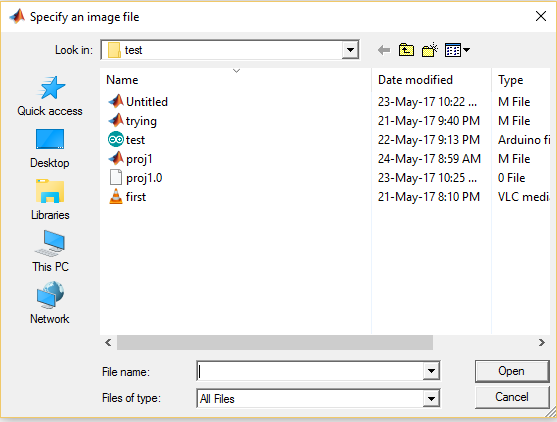 Specify an image file
Look in: test
Name Date modified Type
Untitled 23-May-17 10:22 ... M File
trying 21-May-17 9:40 PM M File
test 22-May-17 9:13 PM Arduino fi
proj1 24-May-17 8:59 AM M File
proj1.0 23-May-17 10:25 ... 0 File
first 21-May-17 8:10 PM VLC media
Quick access
Desktop
Libraries
This PC
Network
File name: Open
Files of type: All Files Cancel